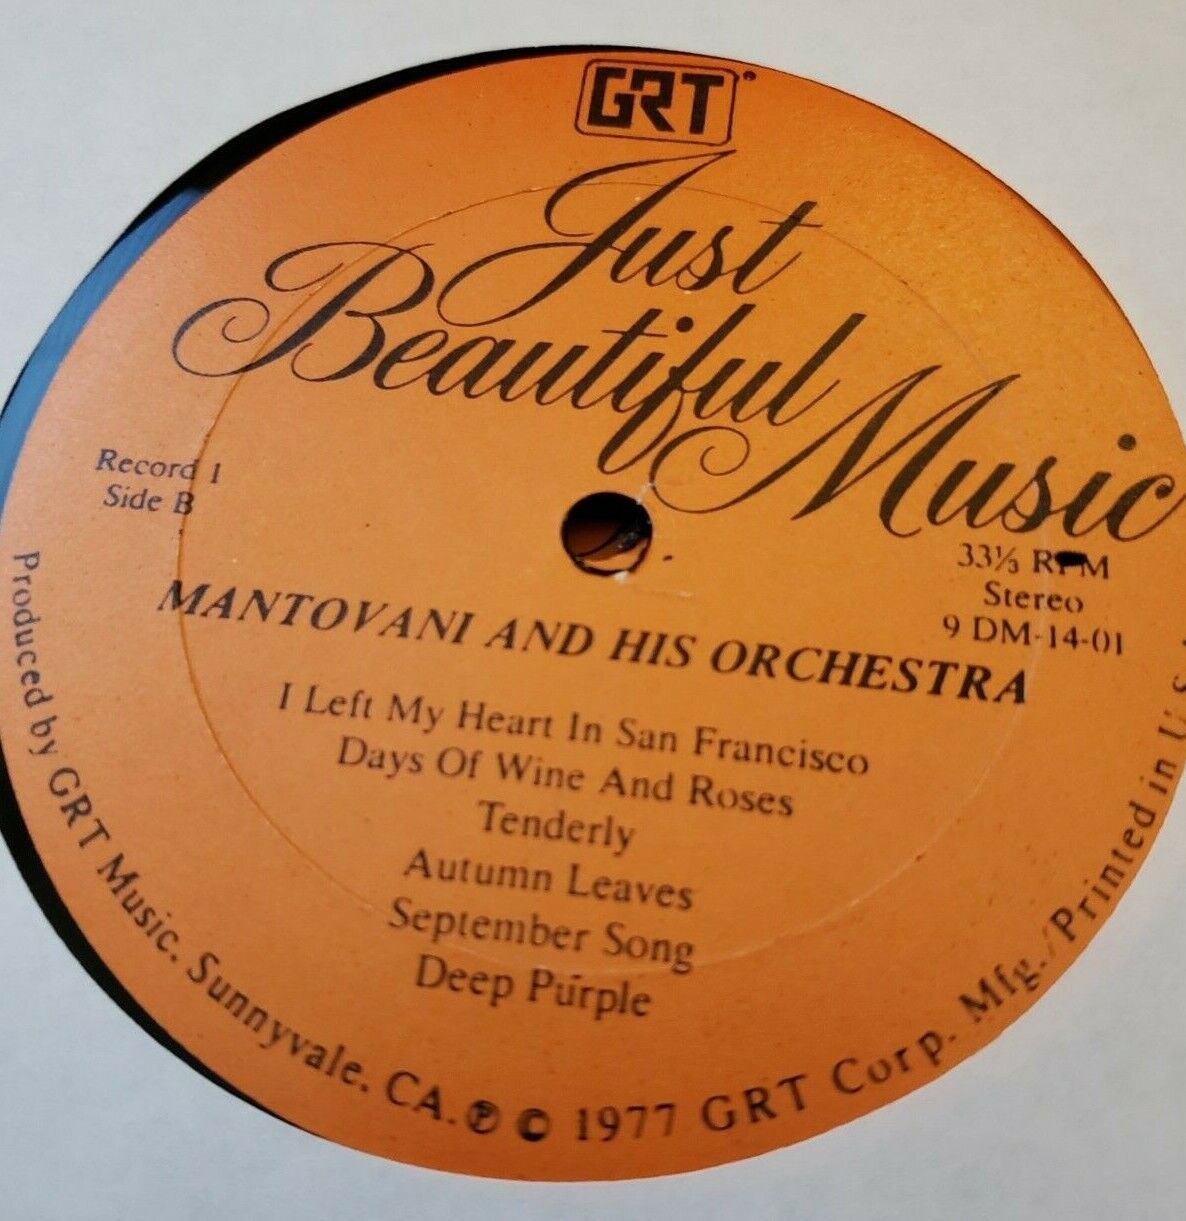 GRT®
Just
Beautiful
Music
Record 1
Side B
33⅓ RPM
Stereo
9 DM-14-01
MANTOVANI AND HIS ORCHESTRA
I Left My Heart In San Francisco
Days Of Wine And Roses
Tenderly
Autumn Leaves
September Song
Deep Purple
Produced by GRT Music, Sunnyvale, CA. ℗ © 1977 GRT Corp. Mfg./Printed in U.S.